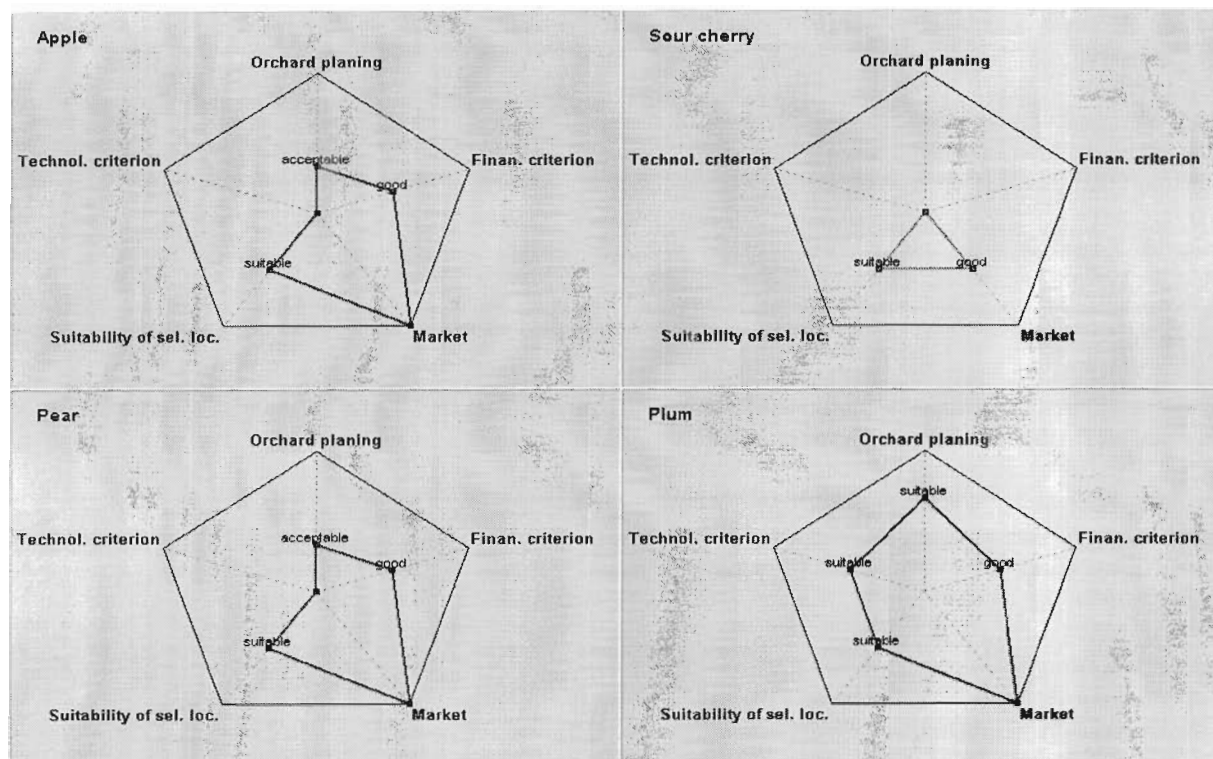 Apple
Orchard planing
Technol. criterion
acceptable
Finan. criterion
good
suitable
Suitability of sel. loc.
Market
Sour cherry
Orchard planing
Technol. criterion
Finan. criterion
suitable
good
Suitability of sel. loc.
Market
Pear
Orchard planing
Technol. criterion
acceptable
Finan. criterion
good
suitable
Suitability of sel. loc.
Market
Plum
Orchard planing
suitable
Technol. criterion
Finan. criterion
suitable
good
suitable
Suitability of sel. loc.
Market